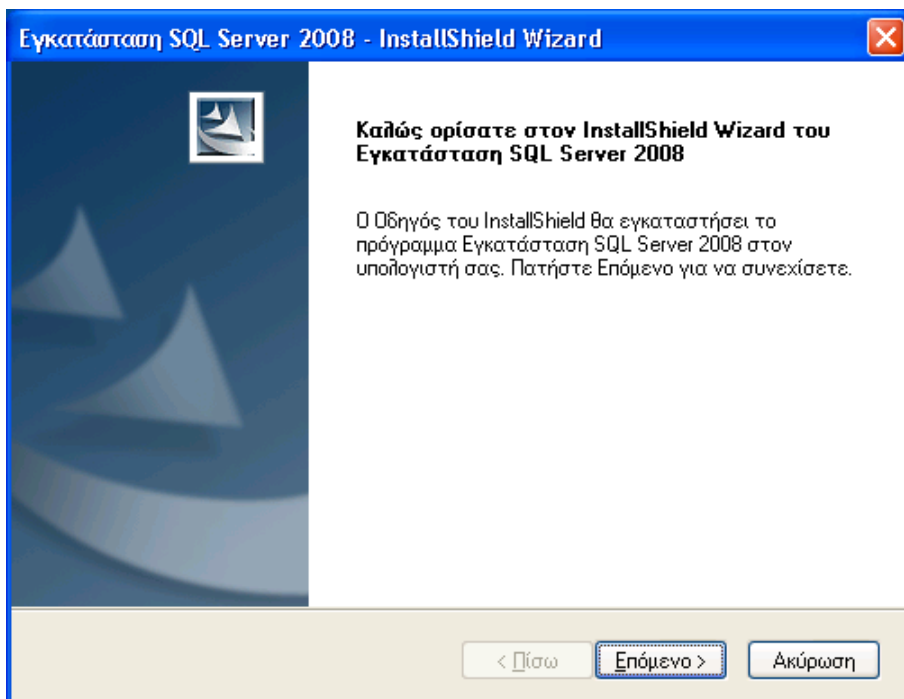 Εγκατάσταση SQL Server 2008 - InstallShield Wizard
Καλώς ορίσατε στον InstallShield Wizard του
Εγκατάσταση SQL Server 2008
Ο Οδηγός του InstallShield θα εγκαταστήσει το
πρόγραμμα Εγκατάσταση SQL Server 2008 στον
υπολογιστή σας. Πατήστε Επόμενο για να συνεχίσετε.
< Πίσω
Επόμενο >
Ακύρωση